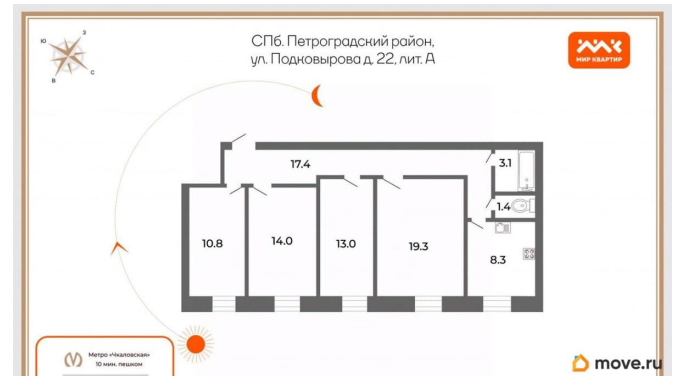 СПб. Петроградский район,
ул. Подковырова д. 22, лит. А
МИР КВАРТИР
Ю
З
В
С
17.4
3.1
1.4
10.8
14.0
13.0
19.3
8.3
Метро «Чкаловская»
10 мин. пешком
move.ru